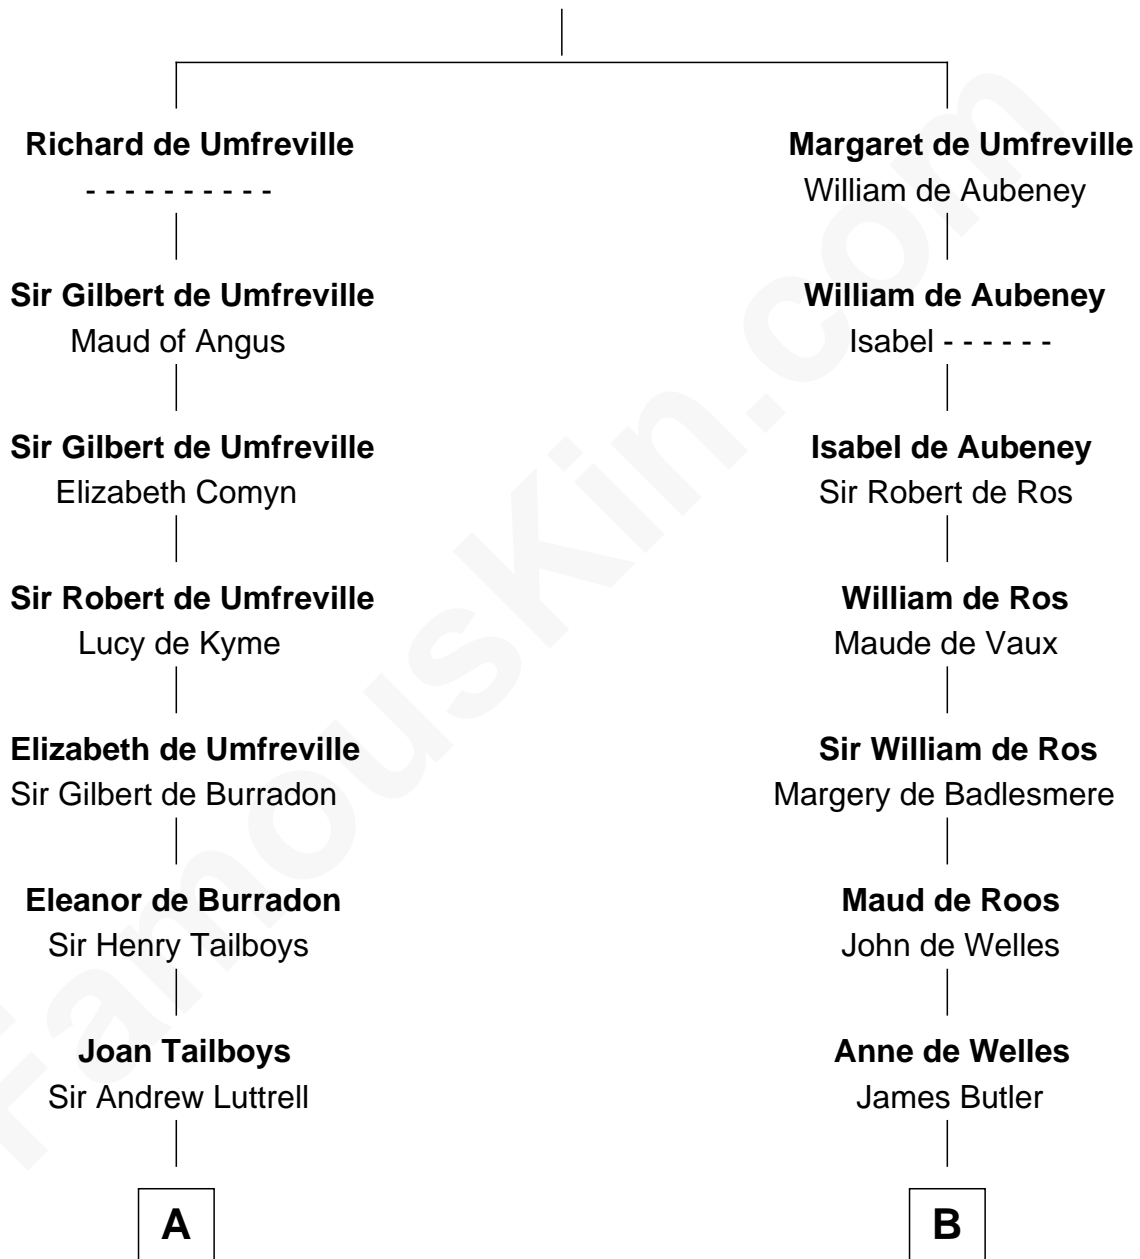 Richard de Umfreville
- - - - - - - - - -
Sir Gilbert de Umfreville
Maud of Angus
Sir Gilbert de Umfreville
Elizabeth Comyn
Sir Robert de Umfreville
Lucy de Kyme
Elizabeth de Umfreville
Sir Gilbert de Burradon
Eleanor de Burradon
Sir Henry Tailboys
Joan Tailboys
Sir Andrew Luttrell
A
Margaret de Umfreville
William de Aubeney
William de Aubeney
Isabel - - - - - -
Isabel de Aubeney
Sir Robert de Ros
William de Ros
Maude de Vaux
Sir William de Ros
Margery de Badlesmere
Maud de Roos
John de Welles
Anne de Welles
James Butler
B
FamousKin.com